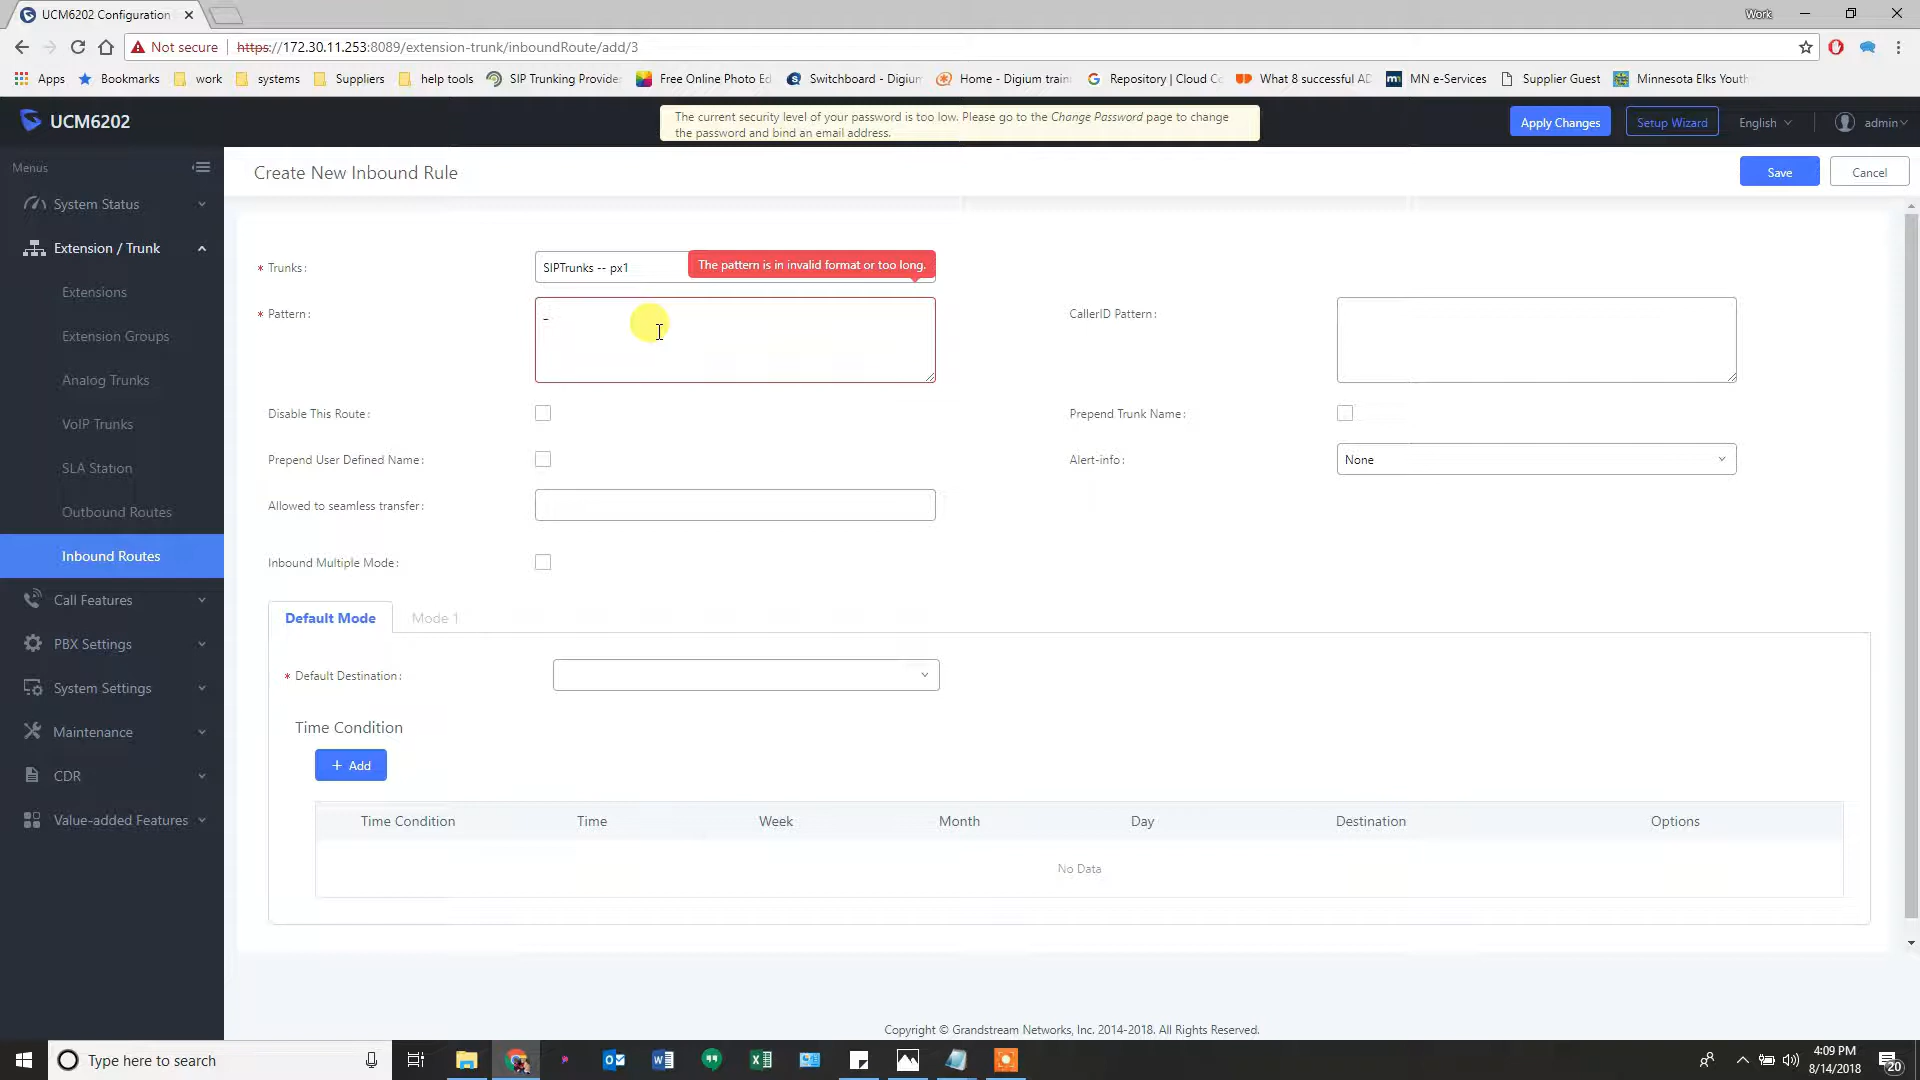 UCM6202 Configuration
Work
Not secure
https://172.30.11.253:8089/extension-trunk/inboundRoute/add/3
Apps
Bookmarks
work
systems
Suppliers
help tools
SIP Trunking Provide
Free Online Photo Ed
Switchboard - Digium
Home - Digium train
Repository | Cloud Co
What 8 successful AD
MN e-Services
Supplier Guest
Minnesota Elks Youth
UCM6202
The current security level of your password is too low. Please go to the Change Password page to change
the password and bind an email address.
Apply Changes
Setup Wizard
English
admin
Menus
System Status
Extension / Trunk
Extensions
Extension Groups
Analog Trunks
VoIP Trunks
SLA Station
Outbound Routes
Inbound Routes
Call Features
PBX Settings
System Settings
Maintenance
CDR
Value-added Features
Create New Inbound Rule
Save
Cancel
* Trunks:
SIPTrunks -- px1
The pattern is in invalid format or too long.
* Pattern:
_
CallerID Pattern:
Disable This Route:
Prepend Trunk Name:
Prepend User Defined Name:
Alert-info:
None
Allowed to seamless transfer:
Inbound Multiple Mode:
Default Mode
Mode 1
* Default Destination:
Time Condition
+ Add
Time Condition
Time
Week
Month
Day
Destination
Options
No Data
Copyright © Grandstream Networks, Inc. 2014-2018. All Rights Reserved.
Type here to search
4:09 PM
8/14/2018
20